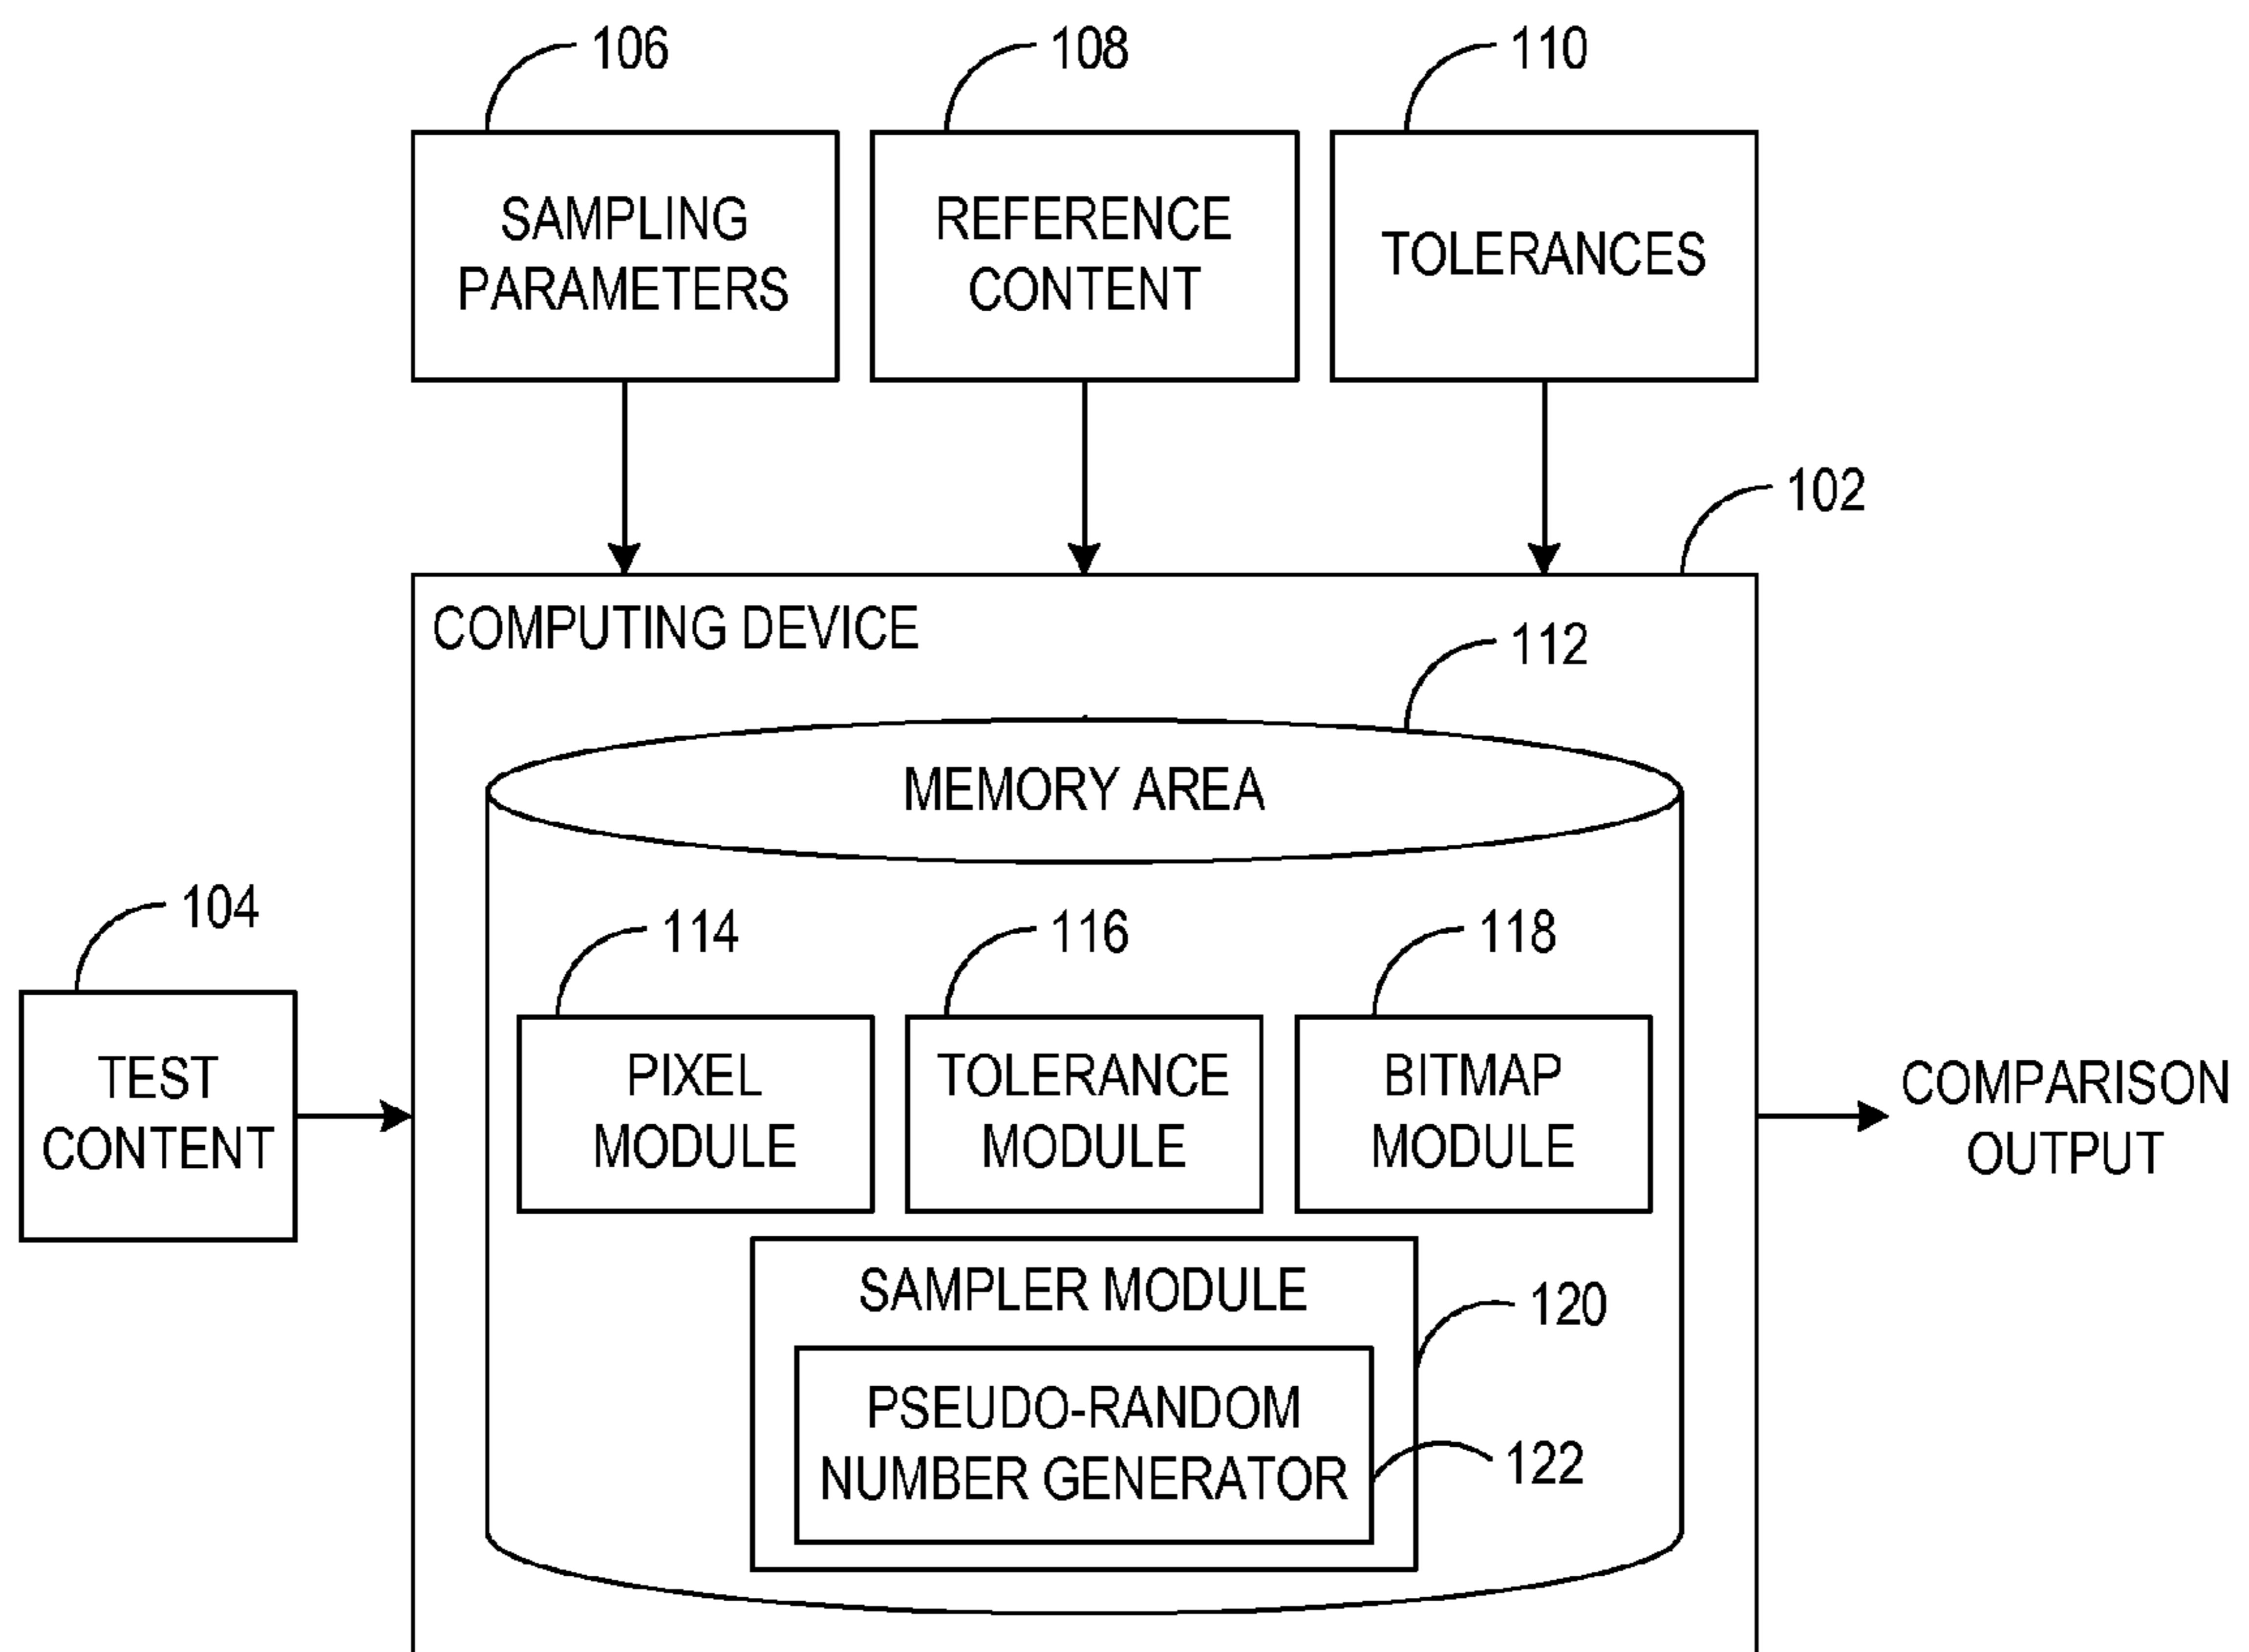 106
108
110
SAMPLING
PARAMETERS
REFERENCE
CONTENT
TOLERANCES
102
COMPUTING DEVICE
112
MEMORY AREA
104
114
116
118
TEST
CONTENT
PIXEL
MODULE
TOLERANCE
MODULE
BITMAP
MODULE
COMPARISON
OUTPUT
SAMPLER MODULE
120
PSEUDO-RANDOM
NUMBER GENERATOR
122